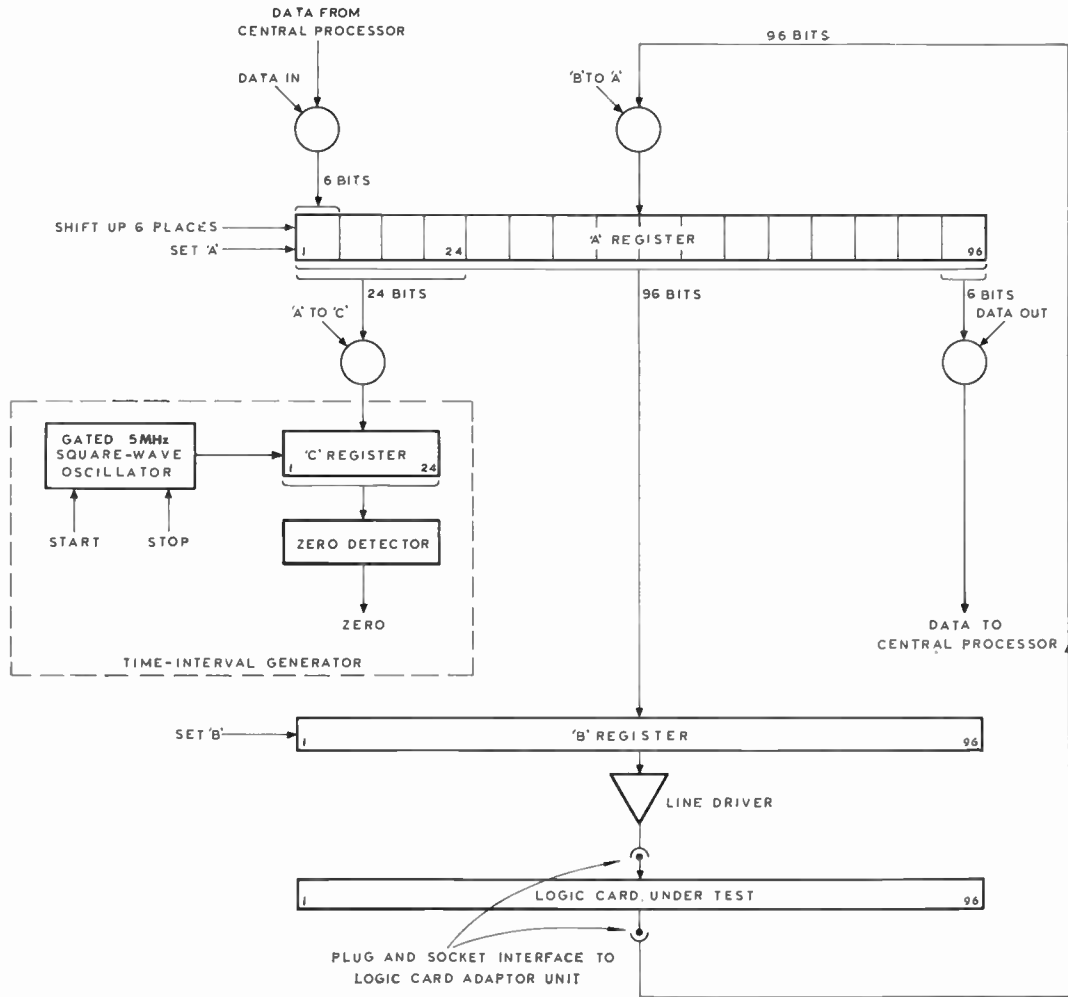 DATA FROM
CENTRAL PROCESSOR
96 BITS
DATA IN
'B' TO 'A'
6 BITS
SHIFT UP 6 PLACES
SET 'A'
1
24
'A' REGISTER
96
24 BITS
96 BITS
6 BITS
DATA OUT
'A' TO 'C'
GATED 5MHz
SQUARE-WAVE
OSCILLATOR
'C' REGISTER
1
24
START
STOP
ZERO DETECTOR
ZERO
TIME-INTERVAL GENERATOR
DATA TO
CENTRAL PROCESSOR
SET 'B'
1
'B' REGISTER
96
LINE DRIVER
1
LOGIC CARD UNDER TEST
96
PLUG AND SOCKET INTERFACE TO
LOGIC CARD ADAPTOR UNIT